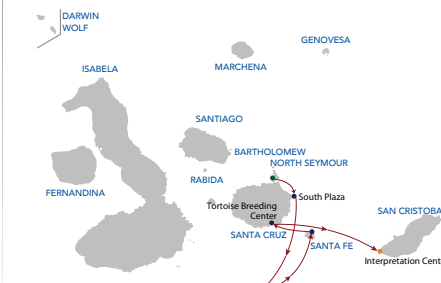 DARWIN
WOLF
GENOVESA
ISABELA
MARCHENA
SANTIAGO
BARTHOLOMEW
NORTH SEYMOUR
RABIDA
FERNANDINA
South Plaza
Tortoise Breeding
Center
SAN CRISTOBA
SANTA CRUZ
SANTA FE
Interpretation Cent